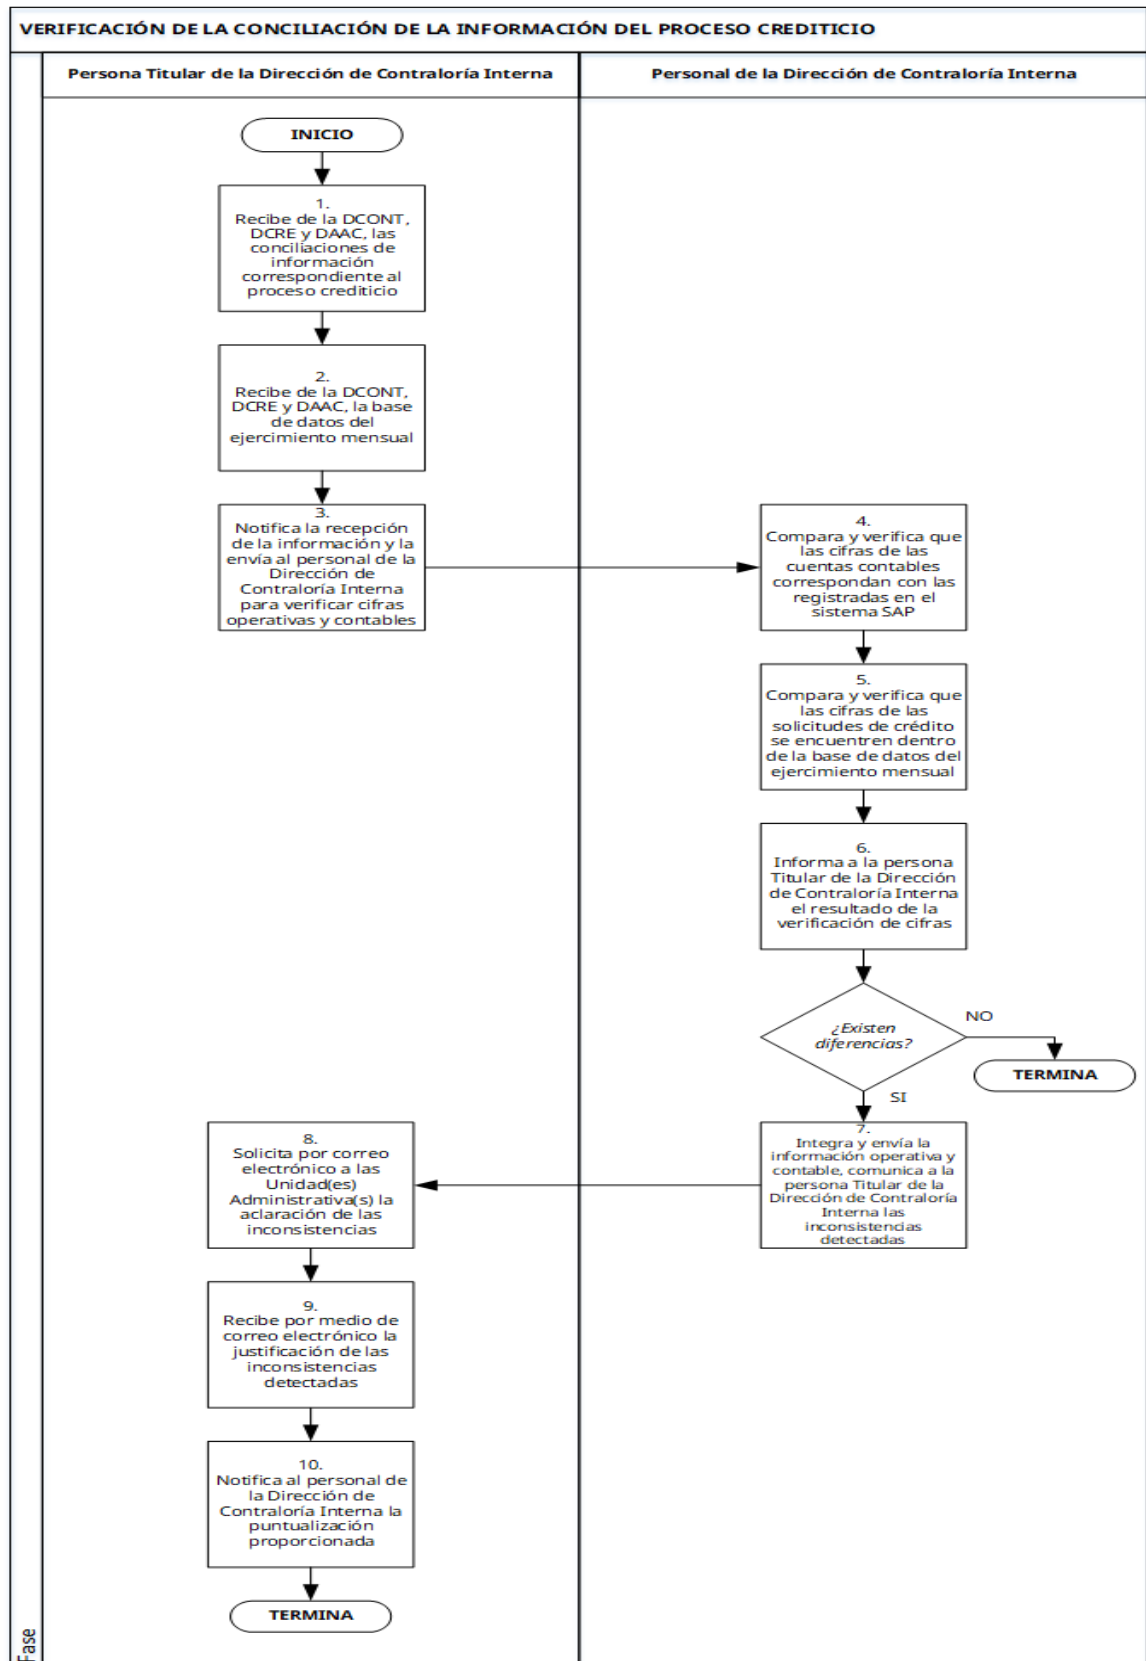 VERIFICACIÓN DE LA CONCILIACIÓN DE LA INFORMACIÓN DEL PROCESO CREDITICIO
Persona Titular de la Dirección de Contraloría Interna
Personal de la Dirección de Contraloría Interna
INICIO
1.
Recibe de la DCONT,
DCRE y DAAC, las
conciliaciones de
información
correspondiente al
proceso crediticio
2.
Recibe de la DCONT,
DCRE y DAAC, la base
de datos del
ejercimiento mensual
3.
Notifica la recepción
de la información y la
envía al personal de la
Dirección de
Contraloría Interna
para verificar cifras
operativas y contables
4.
Compara y verifica que
las cifras de las
cuentas contables
correspondan con las
registradas en el
sistema SAP
5.
Compara y verifica que
las cifras de las
solicitudes de crédito
se encuentren dentro
de la base de datos del
ejercimiento mensual
6.
Informa a la persona
Titular de la Dirección
de Contraloría Interna
el resultado de la
verificación de cifras
¿Existen
diferencias?
NO
TERMINA
SI
7.
Integra y envía la
información operativa y
contable, comunica a la
persona Titular de la
Dirección de Contraloría
Interna las
inconsistencias
detectadas
8.
Solicita por correo
electrónico a las
Unidad(es)
Administrativa(s) la
aclaración de las
inconsistencias
9.
Recibe por medio de
correo electrónico la
justificación de las
inconsistencias
detectadas
10.
Notifica al personal de
la Dirección de
Contraloría Interna la
puntualización
proporcionada
TERMINA
Fase